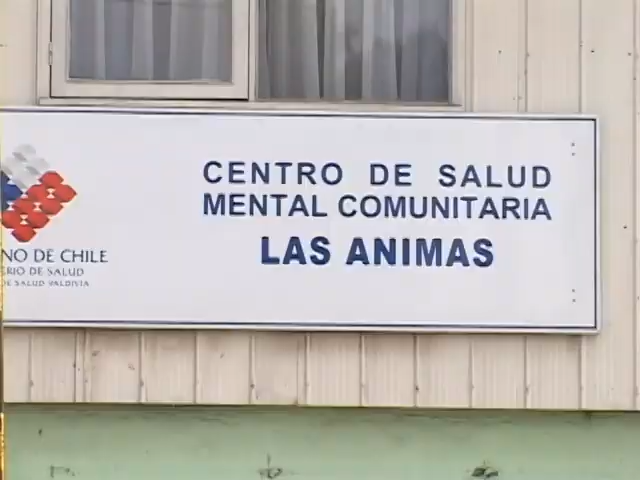 CENTRO DE SALUD
MENTAL COMUNITARIA
LAS ANIMAS
NO DE CHILE
RIO DE SALUD
DE SALUD VALDIVIA